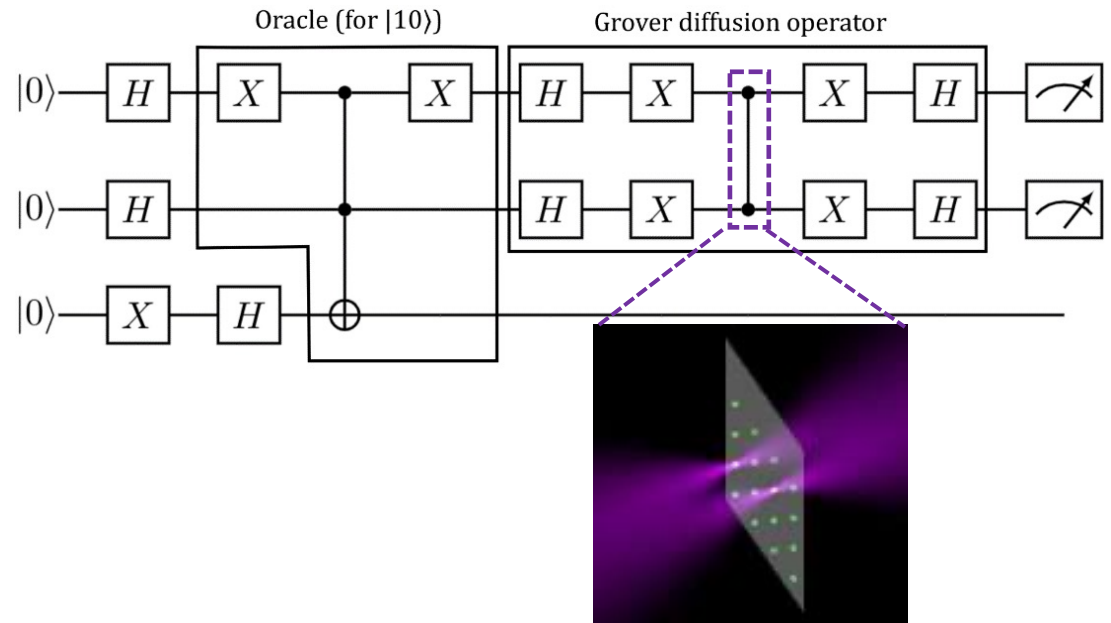 Oracle (for |10⟩) Grover diffusion operator
|0⟩ H X X H X X H
|0⟩ H H X X H
|0⟩ X H